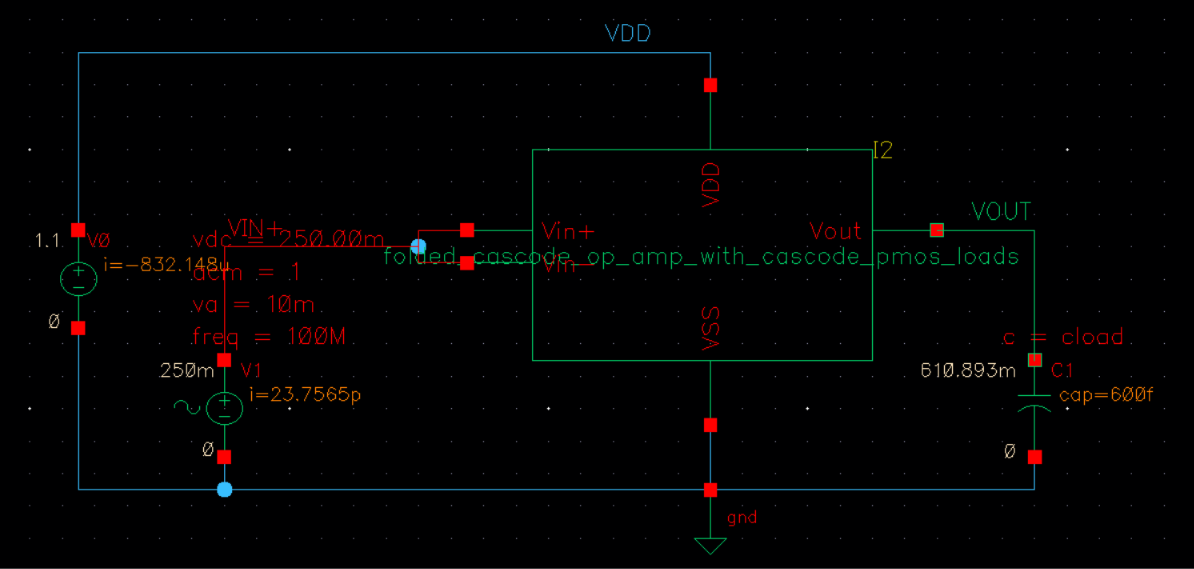 VDD
I2
VDD
1.1
V0
VIN+
vdc = 250.00m
Vin+
Vout
VOUT
i=-832.148u
acm = 1
folded_cascode_op_amp_with_cascode_pmos_loads
Vin-
va = 10m
0
freq = 100M
VSS
c = cload
250m
V1
610.893m
C1
i=23.7565p
cap=600f
0
0
gnd